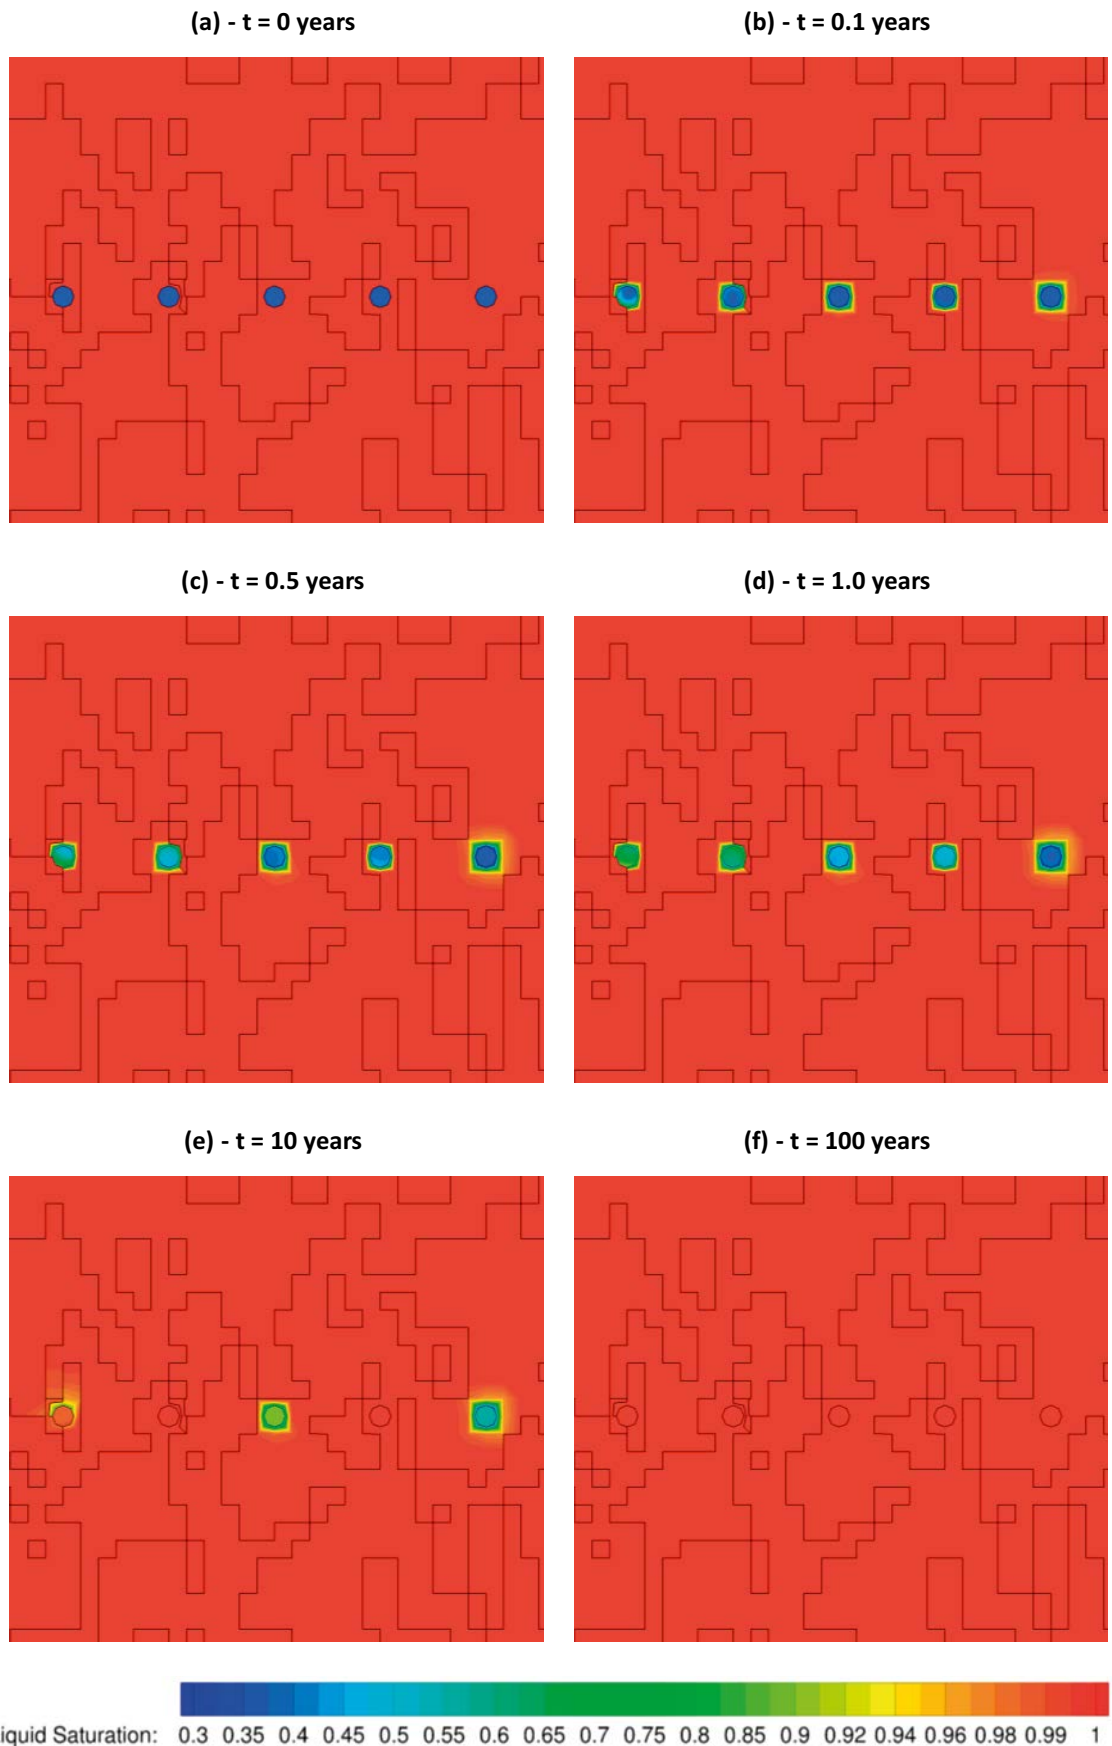 (a) - t = 0 years
(b) - t = 0.1 years
(c) - t = 0.5 years
(d) - t = 1.0 years
(e) - t = 10 years
(f) - t = 100 years
iquid Saturation: 0.3 0.35 0.4 0.45 0.5 0.55 0.6 0.65 0.7 0.75 0.8 0.85 0.9 0.92 0.94 0.96 0.98 0.99 1